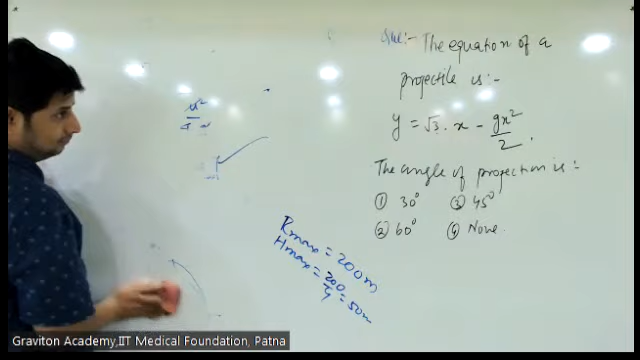 Que:- The equation of a
projectile is:-
y = √3 . x - gx²/2 .
The angle of projection is:-
① 30° ③ 45°
② 60° ④ None.
Rmax = 200m
Hmax = 200/4 = 50m
Graviton Academy,IIT Medical Foundation, Patna